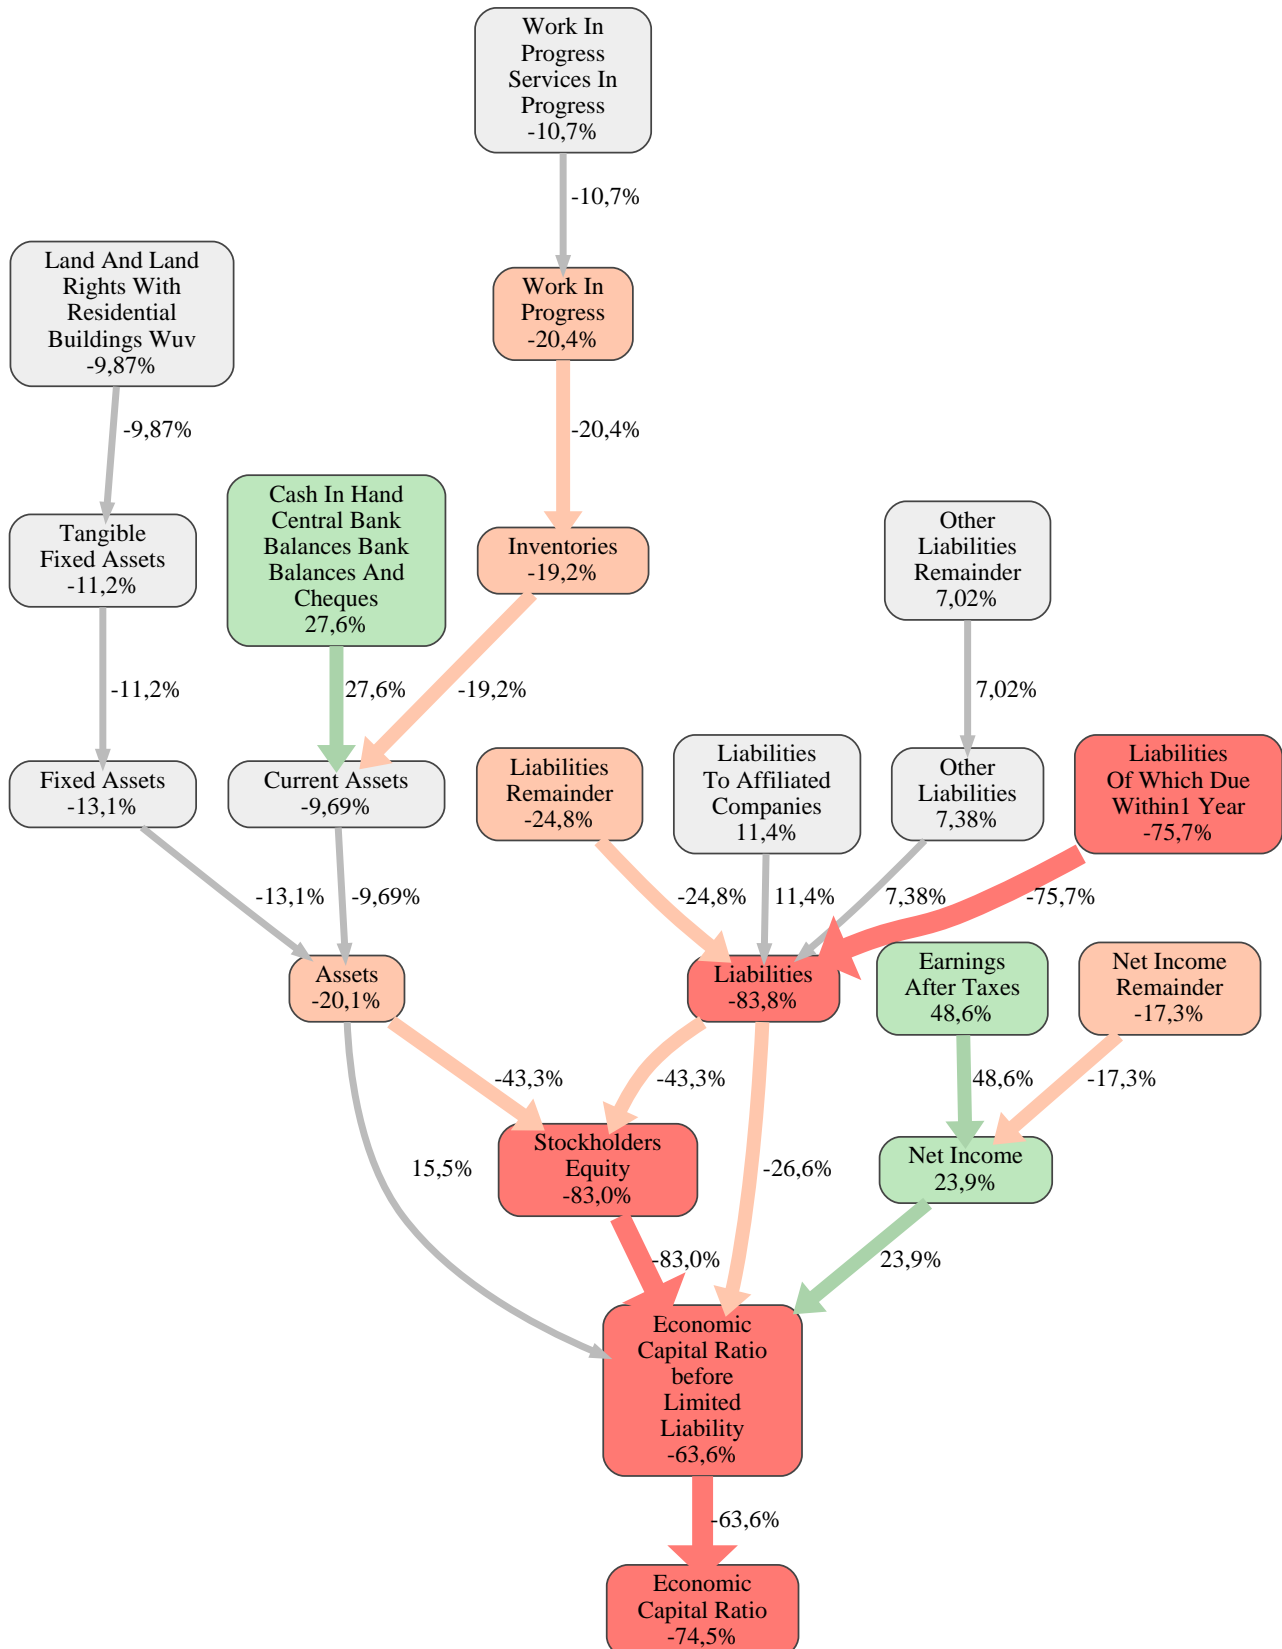 Work In
Progress
Services In
Progress
-10,7%
-10,7%
Land And Land
Rights With
Residential
Buildings Wuv
-9,87%
Work In
Progress
-20,4%
-9,87%
-20,4%
Cash In Hand
Central Bank
Balances Bank
Balances And
Cheques
27,6%
Tangible
Fixed Assets
-11,2%
Inventories
-19,2%
Other
Liabilities
Remainder
7,02%
-11,2%
27,6%
-19,2%
7,02%
Fixed Assets
-13,1%
Current Assets
-9,69%
Liabilities
Remainder
-24,8%
Liabilities
To Affiliated
Companies
11,4%
Other
Liabilities
7,38%
Liabilities
Of Which Due
Within1 Year
-75,7%
-13,1%
-9,69%
-24,8%
11,4%
7,38%
-75,7%
Assets
-20,1%
Liabilities
-83,8%
Earnings
After Taxes
48,6%
Net Income
Remainder
-17,3%
-43,3%
-43,3%
48,6%
-17,3%
Stockholders
Equity
-83,0%
Net Income
23,9%
15,5%
-26,6%
-83,0%
23,9%
Economic
Capital Ratio
before
Limited
Liability
-63,6%
-63,6%
Economic
Capital Ratio
-74,5%